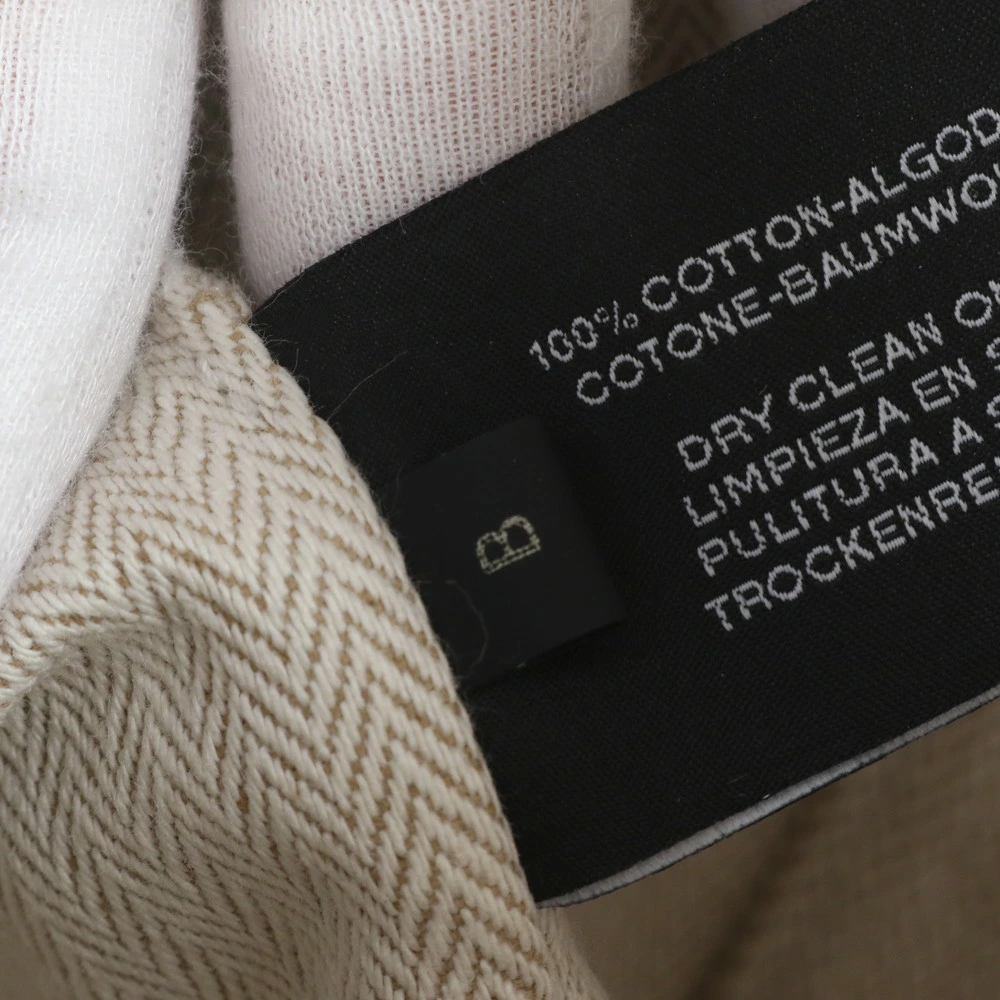 100% COTTON-ALGOD
COTONE-BAUMWO
DRY CLEAN
LIMPIEZA EN
PULITURA A
TROCKENRE
B